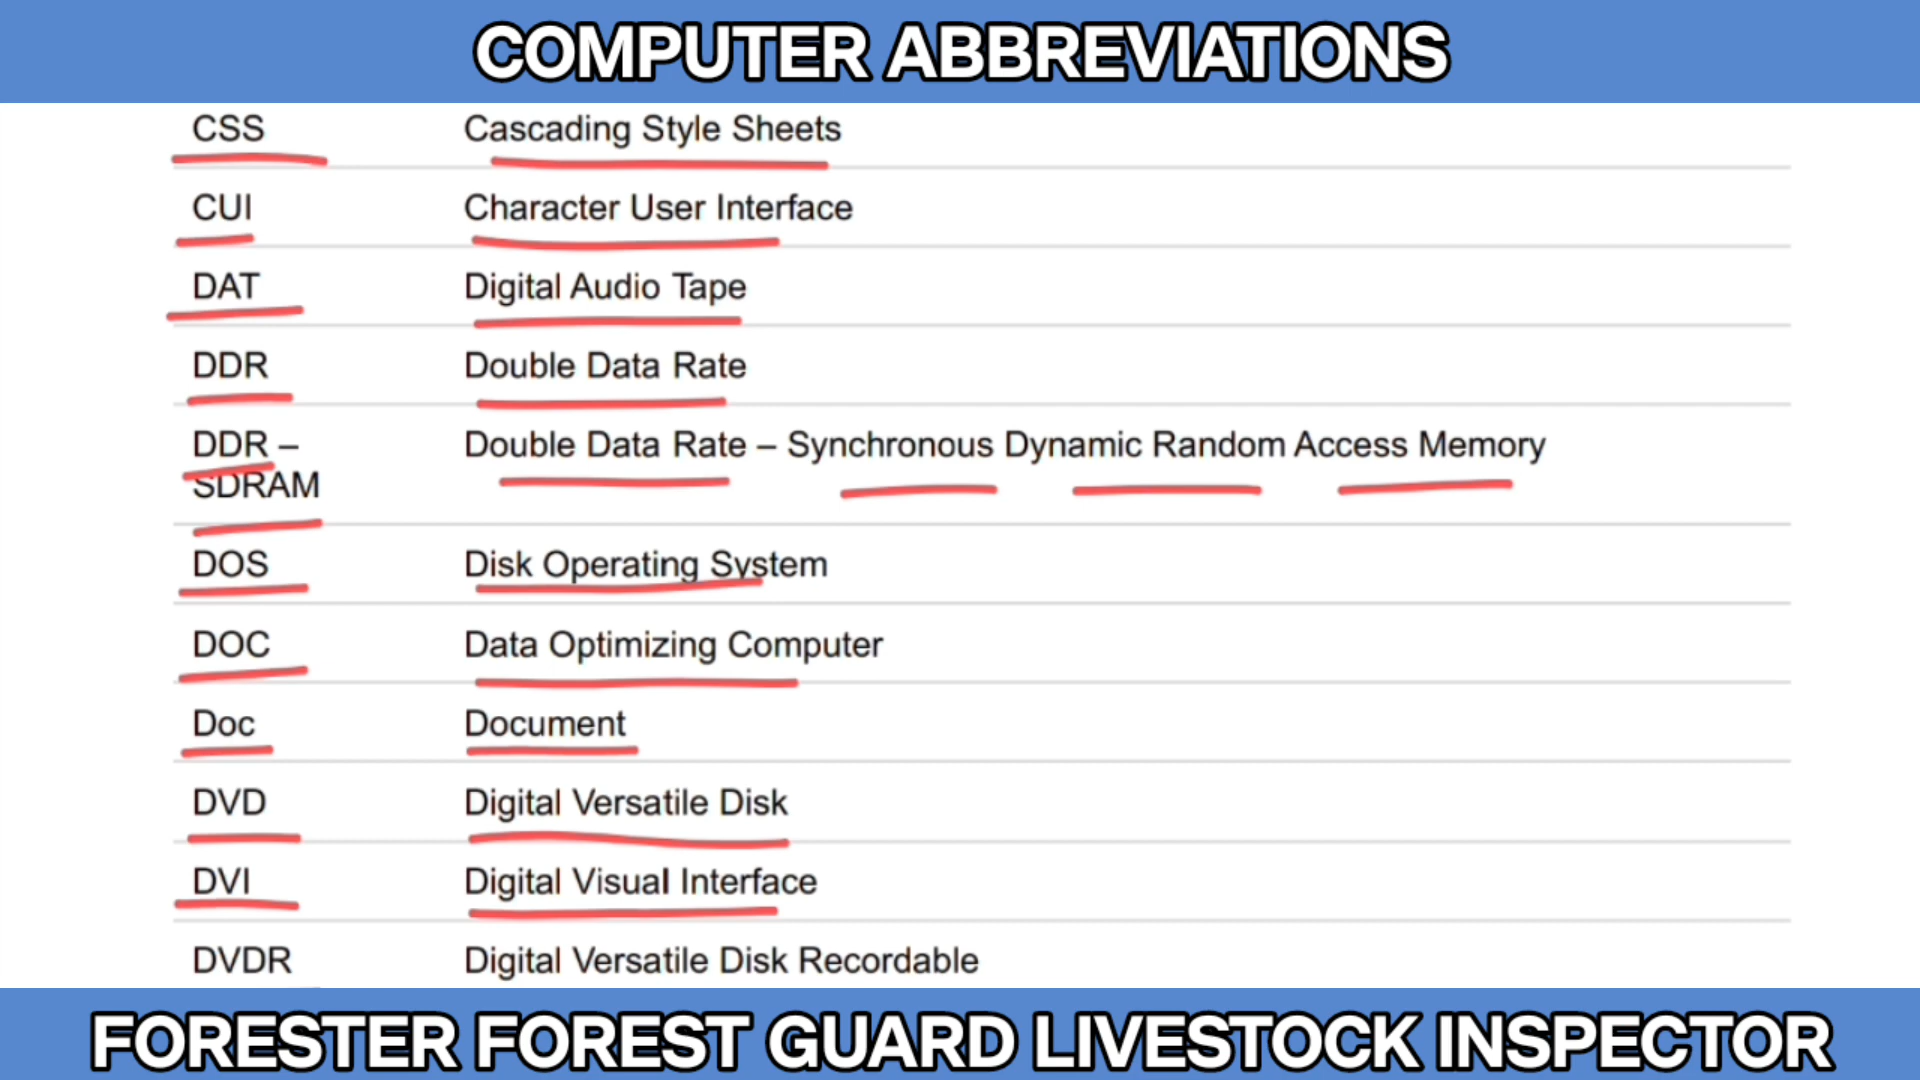 COMPUTER ABBREVIATIONS
CSS Cascading Style Sheets
CUI Character User Interface
DAT Digital Audio Tape
DDR Double Data Rate
DDR – Double Data Rate – Synchronous Dynamic Random Access Memory
SDRAM
DOS Disk Operating System
DOC Data Optimizing Computer
Doc Document
DVD Digital Versatile Disk
DVI Digital Visual Interface
DVDR Digital Versatile Disk Recordable
FORESTER FOREST GUARD LIVESTOCK INSPECTOR